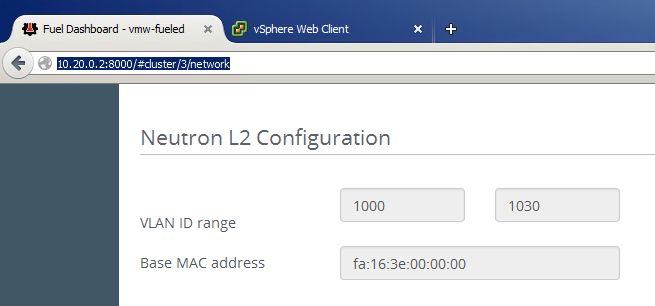 Fuel Dashboard - vmw-fueled
vSphere Web Client
10.20.0.2:8000/#cluster/3/network
Neutron L2 Configuration
VLAN ID range 1000 1030
Base MAC address fa:16:3e:00:00:00